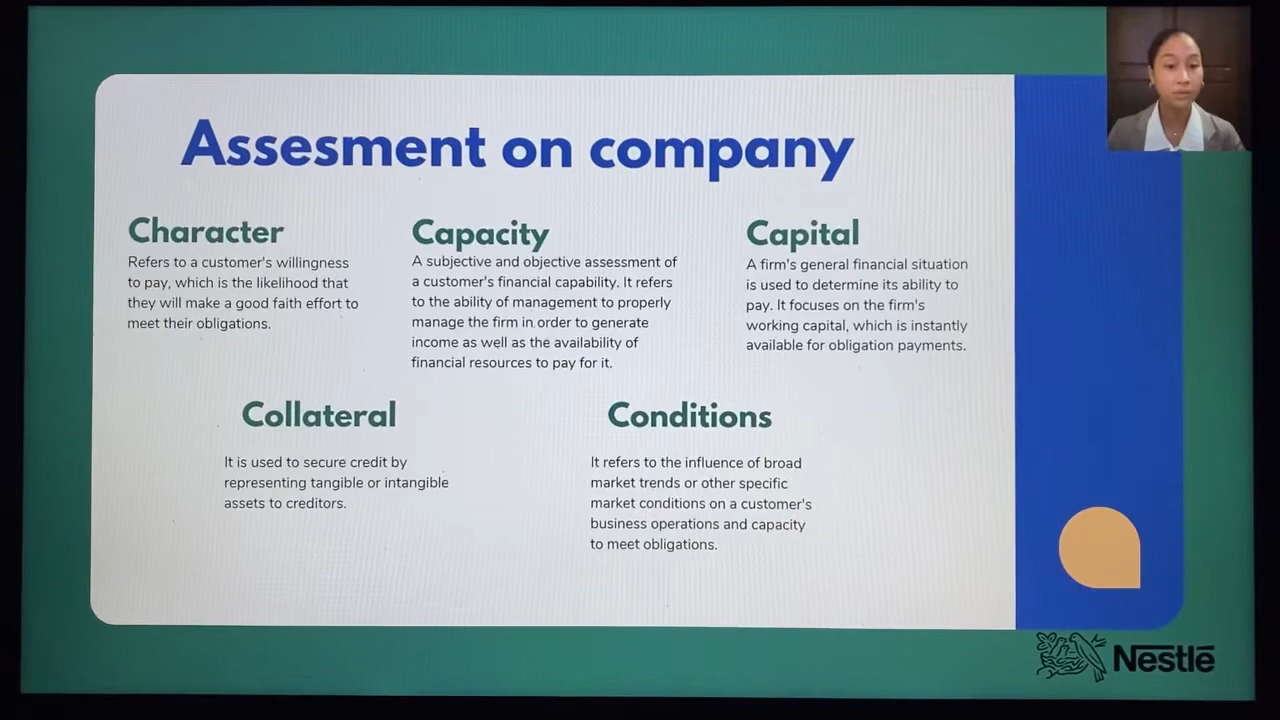 Assesment on company
Character
Refers to a customer's willingness
to pay, which is the likelihood that
they will make a good faith effort to
meet their obligations.
Capacity
A subjective and objective assessment of
a customer's financial capability. It refers
to the ability of management to properly
manage the firm in order to generate
income as well as the availability of
financial resources to pay for it.
Capital
A firm's general financial situation
is used to determine its ability to
pay. It focuses on the firm's
working capital, which is instantly
available for obligation payments.
Collateral
It is used to secure credit by
representing tangible or intangible
assets to creditors.
Conditions
It refers to the influence of broad
market trends or other specific
market conditions on a customer's
business operations and capacity
to meet obligations.
Nestlé